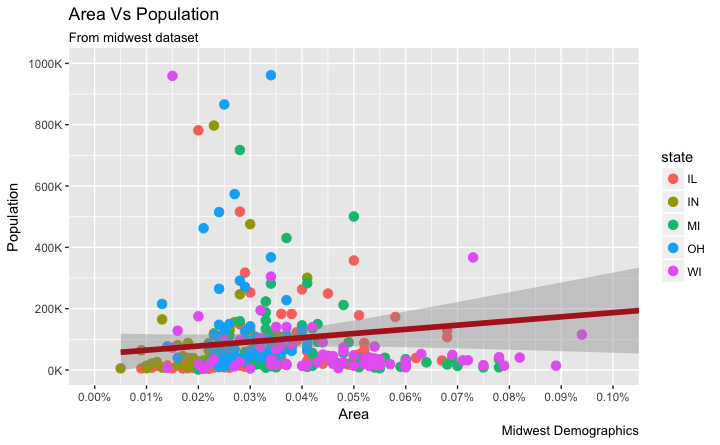 Area Vs Population
From midwest dataset
1000K
800K
600K
400K
200K
0K
Population
0.00% 0.01% 0.02% 0.03% 0.04% 0.05% 0.06% 0.07% 0.08% 0.09% 0.10%
Area
state
IL
IN
MI
OH
WI
Midwest Demographics